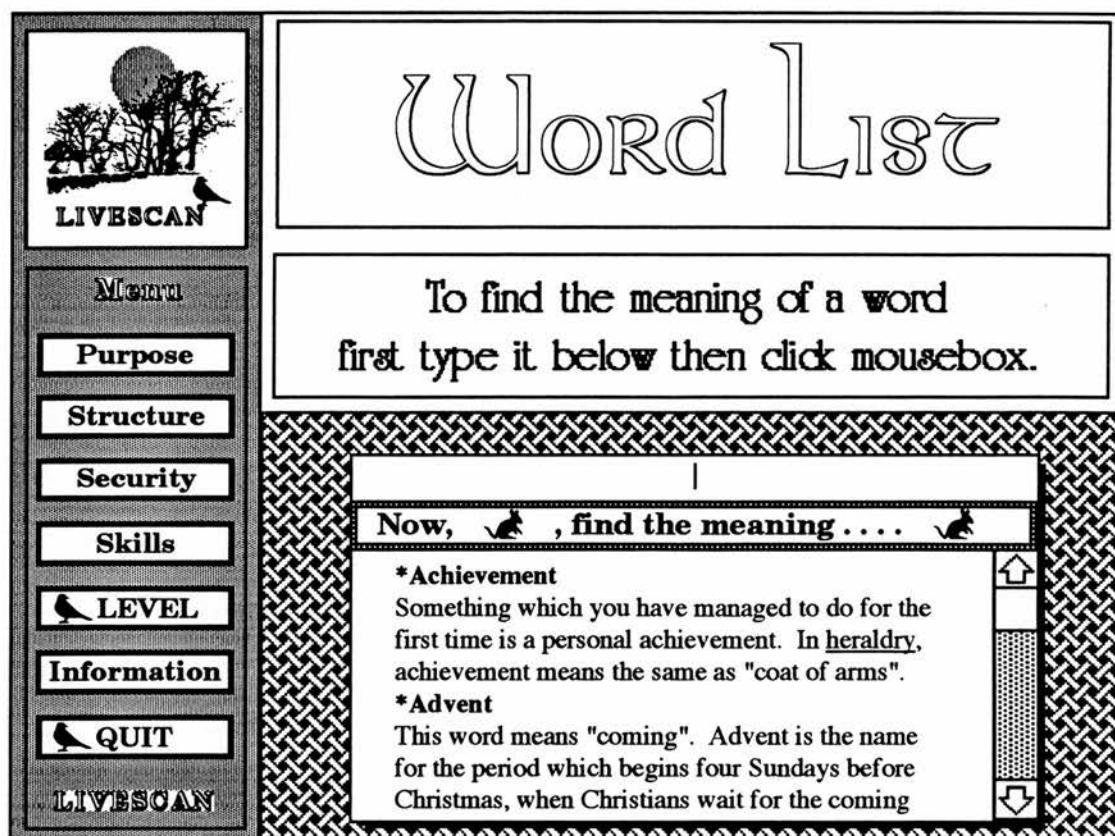 LIVESCAN
Menu
Purpose
Structure
Security
Skills
LEVEL
Information
QUIT
LIVESCAN
Word List
To find the meaning of a word
first type it below then click mousebox.
Now, , find the meaning . . . .
*Achievement
Something which you have managed to do for the
first time is a personal achievement. In heraldry,
achievement means the same as "coat of arms".
*Advent
This word means "coming". Advent is the name
for the period which begins four Sundays before
Christmas, when Christians wait for the coming